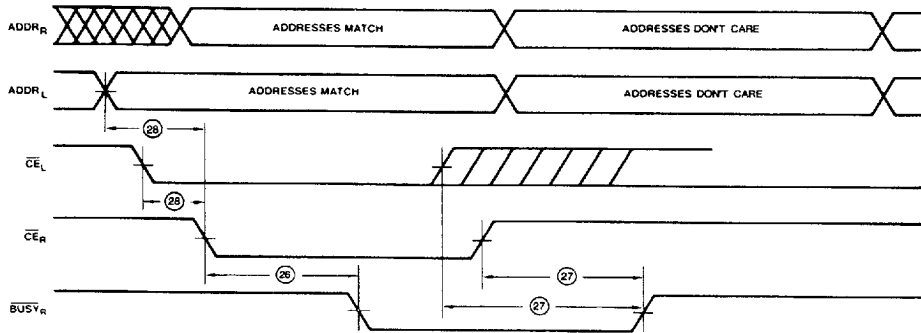 ADDR_R
ADDRESSES MATCH
ADDRESSES DON'T CARE
ADDR_L
ADDRESSES MATCH
ADDRESSES DON'T CARE
28
CE_L
28
CE_R
26
27
27
BUSY_R